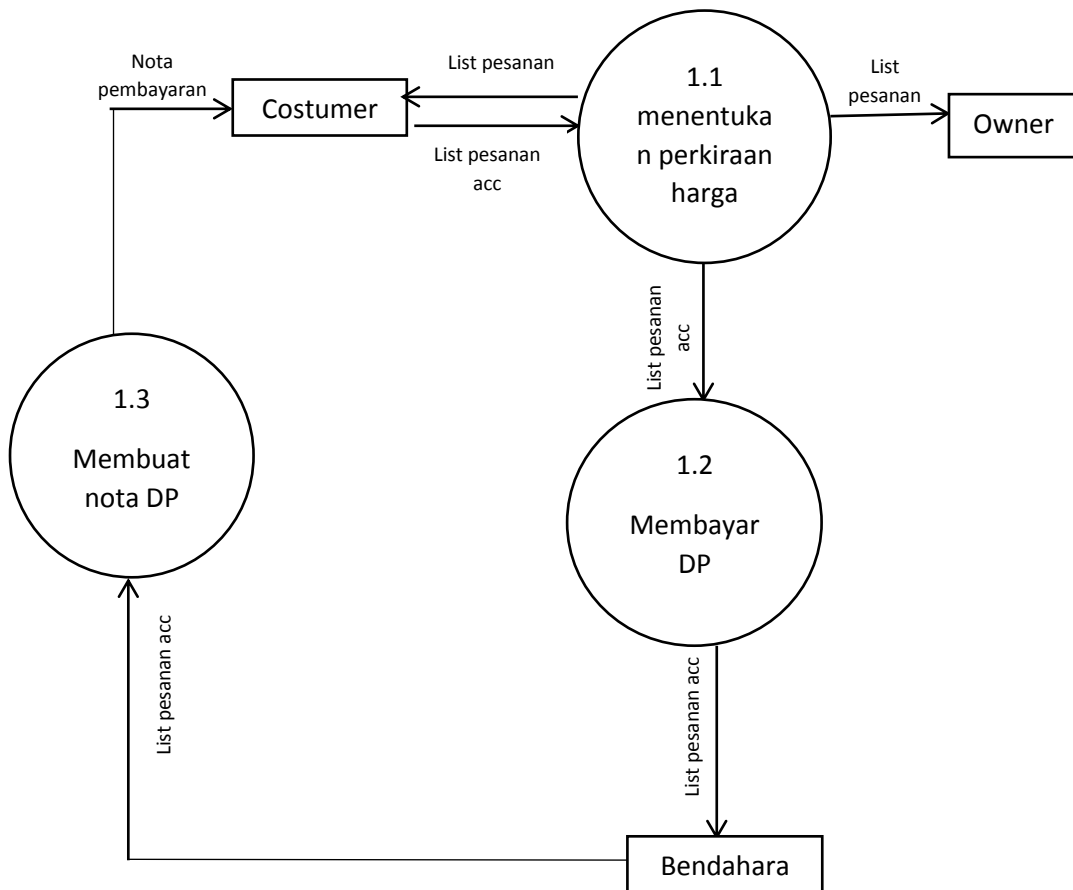 Nota
pembayaran
Costumer
List pesanan
List pesanan
acc
1.1
menentuka
n perkiraan
harga
List
pesanan
Owner
List pesanan
acc
1.3
Membuat
nota DP
1.2
Membayar
DP
List pesanan acc
List pesanan acc
Bendahara